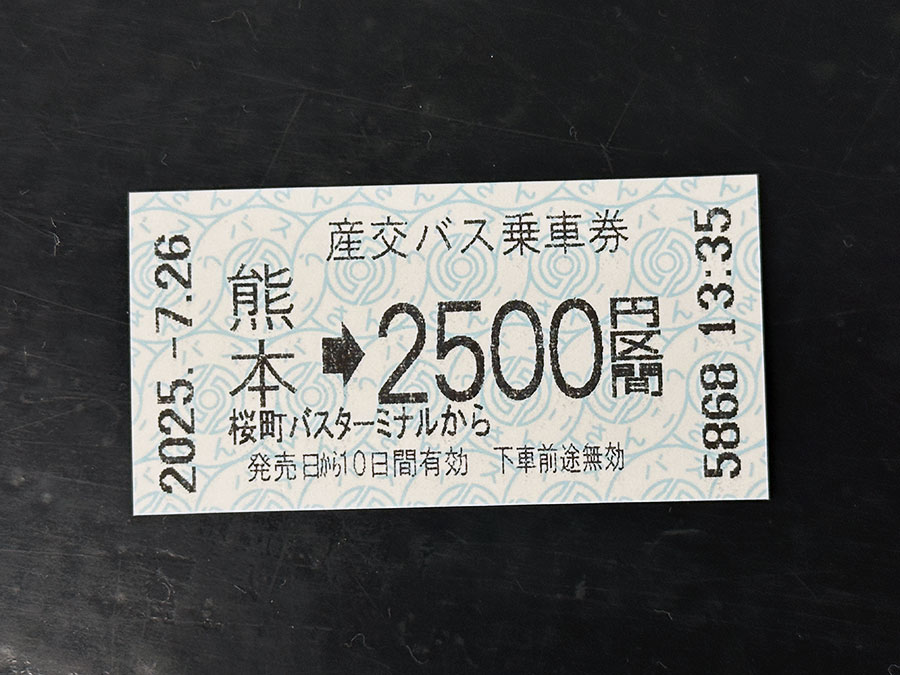 産交バス乗車券
熊本➡2500円区間
桜町バスターミナルから
発売日から10日間有効 下車前途無効
2025.-7.26
5868 13:35